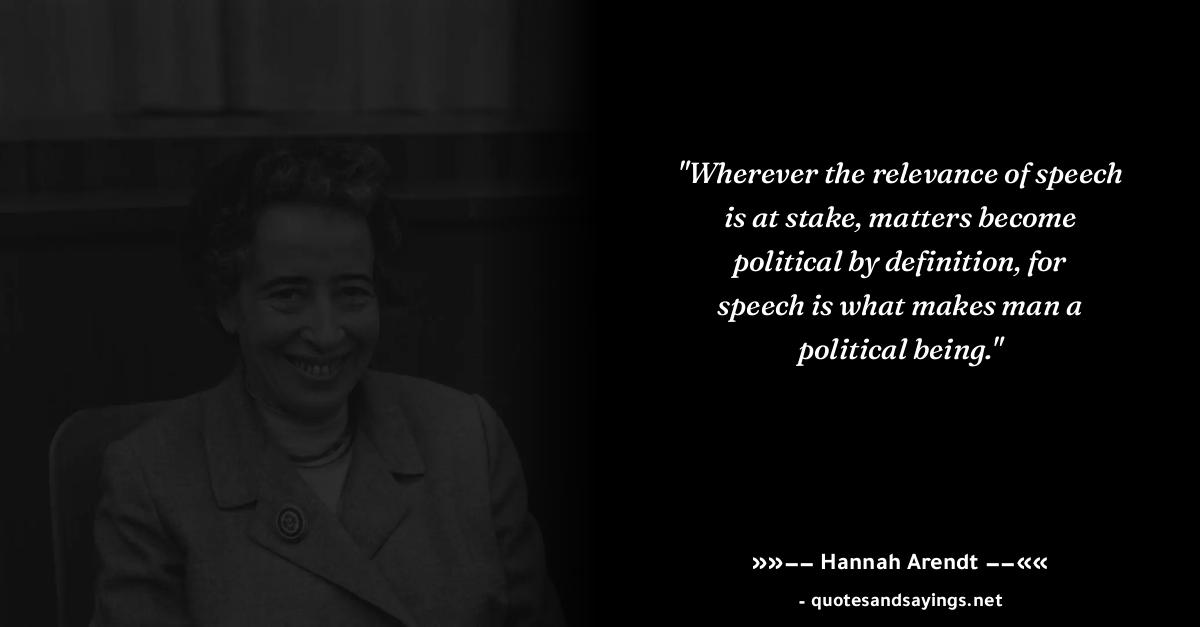 "Wherever the relevance of speech
is at stake, matters become
political by definition, for
speech is what makes man a
political being."
»»−− Hannah Arendt −−««
- quotesandsayings.net